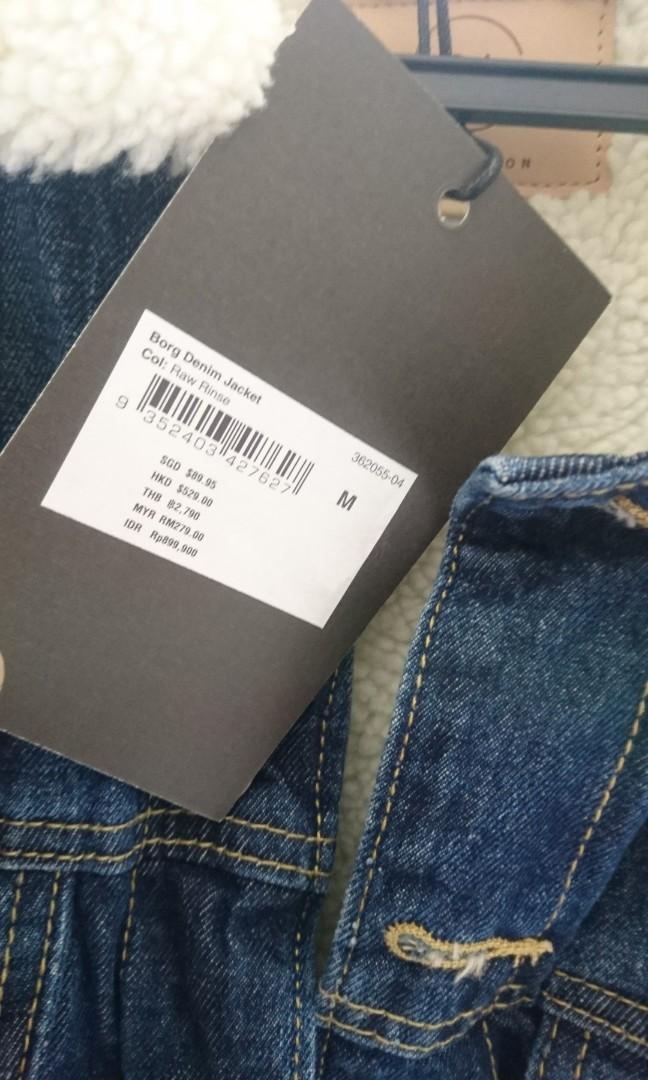 ON
Borg Denim Jacket
Col: Raw Rinse
9 352403 427627
362055-04
M
SGD $89.95
HKD $529.00
THB ฿2,790
MYR RM279.00
IDR Rp899,900